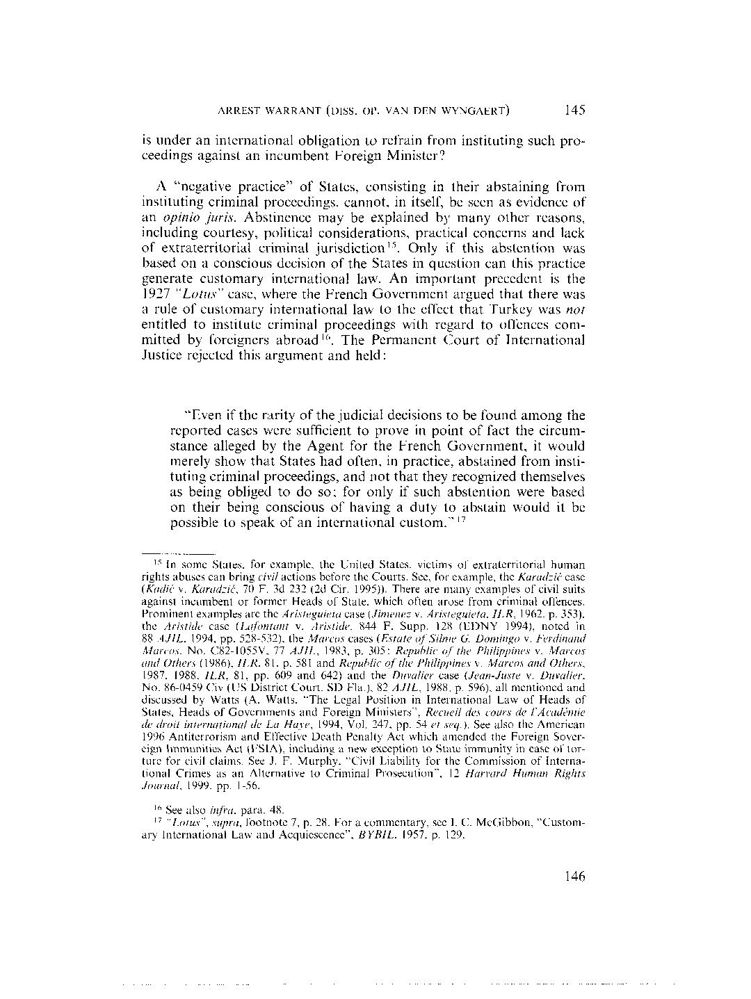 ARREST WARRANT (DISS. OP. VAN DEN WYNGAERT) 145
is under an international obligation to refrain from instituting such pro-
ceedings against an incumbent Foreign Minister?
A “negative practice” of States, consisting in their abstaining from
instituting criminal proceedings, cannot, in itself, be seen as evidence of
an opinio juris. Abstinence may be explained by many other reasons,
including courtesy, political considerations, practical concerns and lack
of extraterritorial criminal jurisdiction 15. Only if this abstention was
based on a conscious decision of the States in question can this practice
generate customary international law. An important precedent is the
1927 “Lotus” case, where the French Government argued that there was
a rule of customary international law to the effect that Turkey was not
entitled to institute criminal proceedings with regard to offences com-
mitted by foreigners abroad 16. The Permanent Court of International
Justice rejected this argument and held:
“Even if the rarity of the judicial decisions to be found among the
reported cases were sufficient to prove in point of fact the circum-
stance alleged by the Agent for the French Government, it would
merely show that States had often, in practice, abstained from insti-
tuting criminal proceedings, and not that they recognized themselves
as being obliged to do so; for only if such abstention were based
on their being conscious of having a duty to abstain would it be
possible to speak of an international custom.” 17
15 In some States, for example, the United States, victims of extraterritorial human
rights abuses can bring civil actions before the Courts. See, for example, the Karadzić case
(Kadić v. Karadzić, 70 F. 3d 232 (2d Cir. 1995)). There are many examples of civil suits
against incumbent or former Heads of State, which often arose from criminal offences.
Prominent examples are the Aristeguieta case (Jimenez v. Aristeguieta, ILR, 1962, p. 353),
the Aristide case (Lafontant v. Aristide, 844 F. Supp. 128 (EDNY 1994), noted in
88 AJIL, 1994, pp. 528-532), the Marcos cases (Estate of Silme G. Domingo v. Ferdinand
Marcos, No. C82-1055V, 77 AJIL, 1983, p. 305; Republic of the Philippines v. Marcos
and Others (1986), ILR, 81, p. 581 and Republic of the Philippines v. Marcos and Others,
1987, 1988, ILR, 81, pp. 609 and 642) and the Duvalier case (Jean-Juste v. Duvalier,
No. 86-0459 Civ (US District Court, SD Fla.), 82 AJIL, 1988, p. 596), all mentioned and
discussed by Watts (A. Watts, “The Legal Position in International Law of Heads of
States, Heads of Governments and Foreign Ministers”, Recueil des cours de l'Académie
de droit international de La Haye, 1994, Vol. 247, pp. 54 et seq.). See also the American
1996 Antiterrorism and Effective Death Penalty Act which amended the Foreign Sover-
eign Immunities Act (FSIA), including a new exception to State immunity in case of tor-
ture for civil claims. See J. F. Murphy, “Civil Liability for the Commission of Interna-
tional Crimes as an Alternative to Criminal Prosecution”, 12 Harvard Human Rights
Journal, 1999, pp. 1-56.
16 See also infra, para. 48.
17 “Lotus”, supra, footnote 7, p. 28. For a commentary, see I. C. McGibbon, “Custom-
ary International Law and Acquiescence”, BYBIL, 1957, p. 129.
146